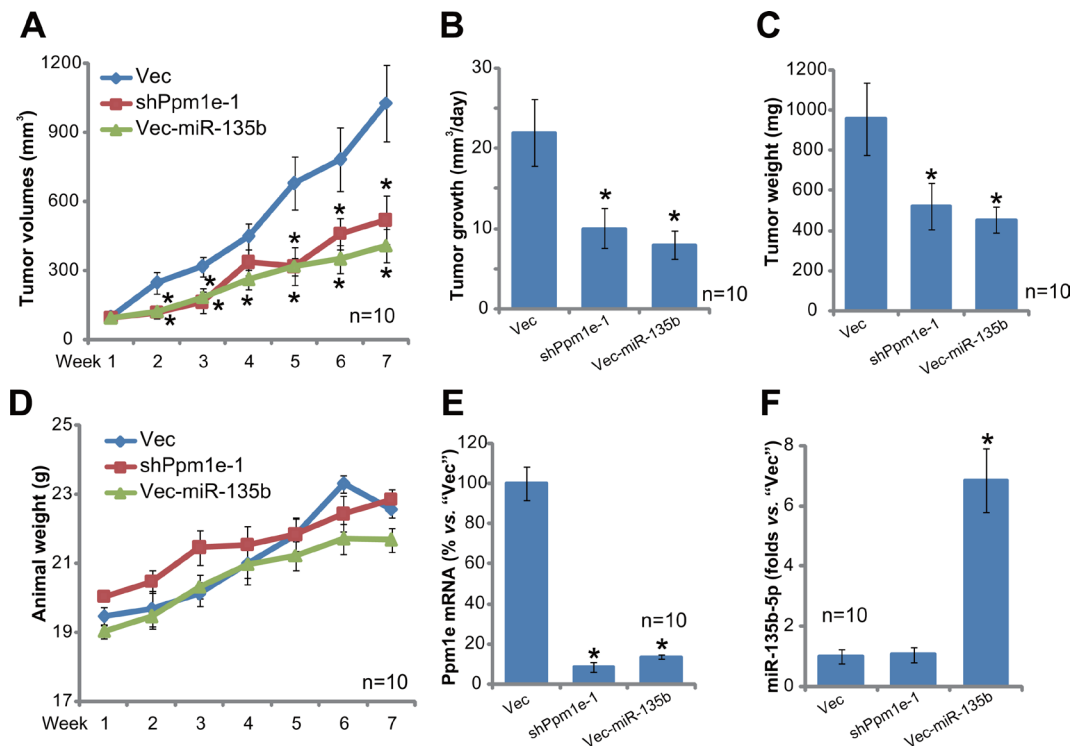 A
Tumor volumes (mm³)
1200
1000
600
300
0
Vec
shPpm1e-1
Vec-miR-135b
* * * * * * * * * * *
n=10
Week 1 2 3 4 5 6 7
B
Tumor growth (mm³/day)
30
20
10
0
* *
n=10
Vec
shPpm1e-1
Vec-miR-135b
C
Tumor weight (mg)
1200
1000
800
600
400
200
0
* *
n=10
Vec
shPpm1e-1
Vec-miR-135b
D
Animal weight (g)
25
23
21
19
17
Vec
shPpm1e-1
Vec-miR-135b
n=10
Week 1 2 3 4 5 6 7
E
Ppm1e mRNA (% vs. “Vec”)
120
100
80
60
40
20
0
n=10
* *
Vec
shPpm1e-1
Vec-miR-135b
F
miR-135b-5p (folds vs. “Vec”)
8
6
4
2
0
*
n=10
Vec
shPpm1e-1
Vec-miR-135b